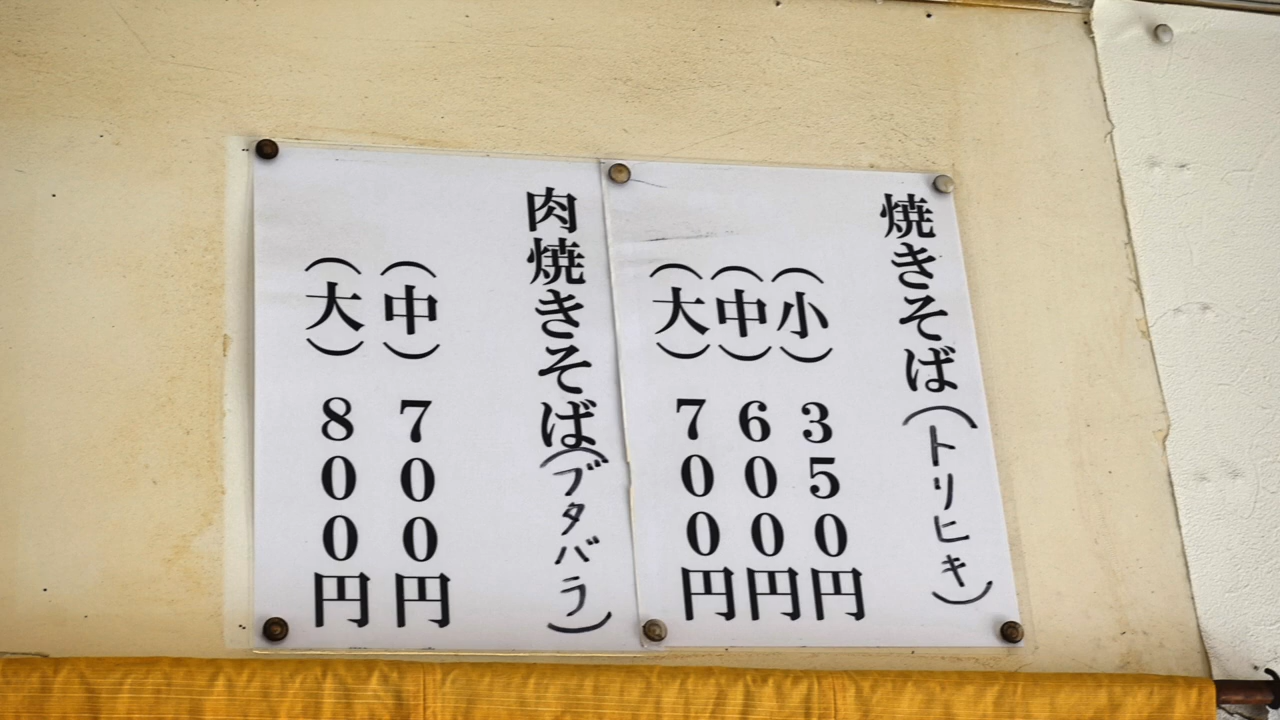 焼きそば(トリヒキ)
(小) 350円
(中) 600円
(大) 700円
肉焼きそば(ブタバラ)
(中) 700円
(大) 800円